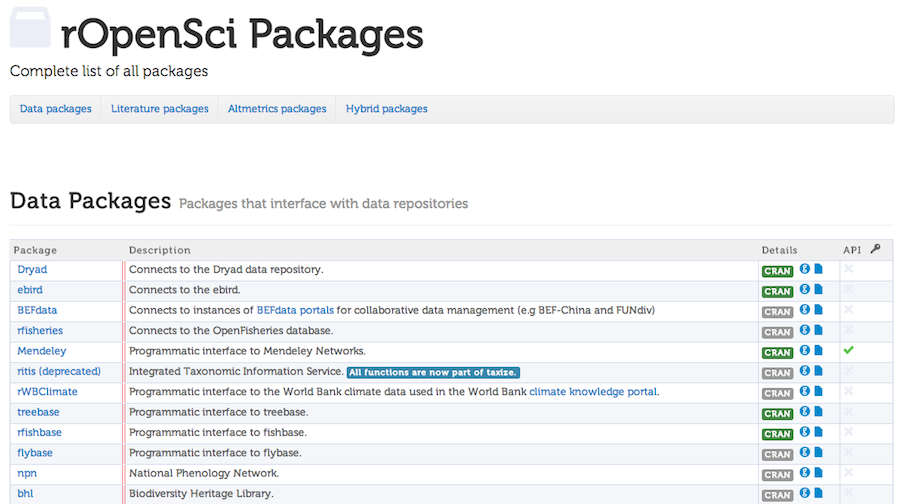 rOpenSci Packages
Complete list of all packages
Data packages Literature packages Altmetrics packages Hybrid packages
Data Packages Packages that interface with data repositories
Package Description Details API
Dryad Connects to the Dryad data repository. CRAN
ebird Connects to the ebird. CRAN
BEFdata Connects to instances of BEFdata portals for collaborative data management (e.g BEF-China and FUNdiv) CRAN
rfisheries Connects to the OpenFisheries database. CRAN
Mendeley Programmatic interface to Mendeley Networks. CRAN
ritis (deprecated) Integrated Taxonomic Information Service. All functions are now part of taxize. CRAN
rWBClimate Programmatic interface to the World Bank climate data used in the World Bank climate knowledge portal. CRAN
treebase Programmatic interface to treebase. CRAN
rfishbase Programmatic interface to fishbase. CRAN
flybase Programmatic interface to flybase. CRAN
npn National Phenology Network. CRAN
bhl Biodiversity Heritage Library. CRAN